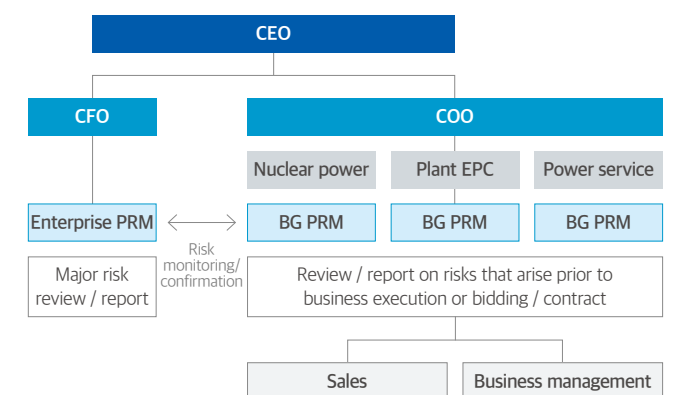 CEO
CFO
COO
Nuclear power
Plant EPC
Power service
Enterprise PRM
BG PRM
BG PRM
BG PRM
Risk
monitoring/
confirmation
Major risk
review / report
Review / report on risks that arise prior to
business execution or bidding / contract
Sales
Business management